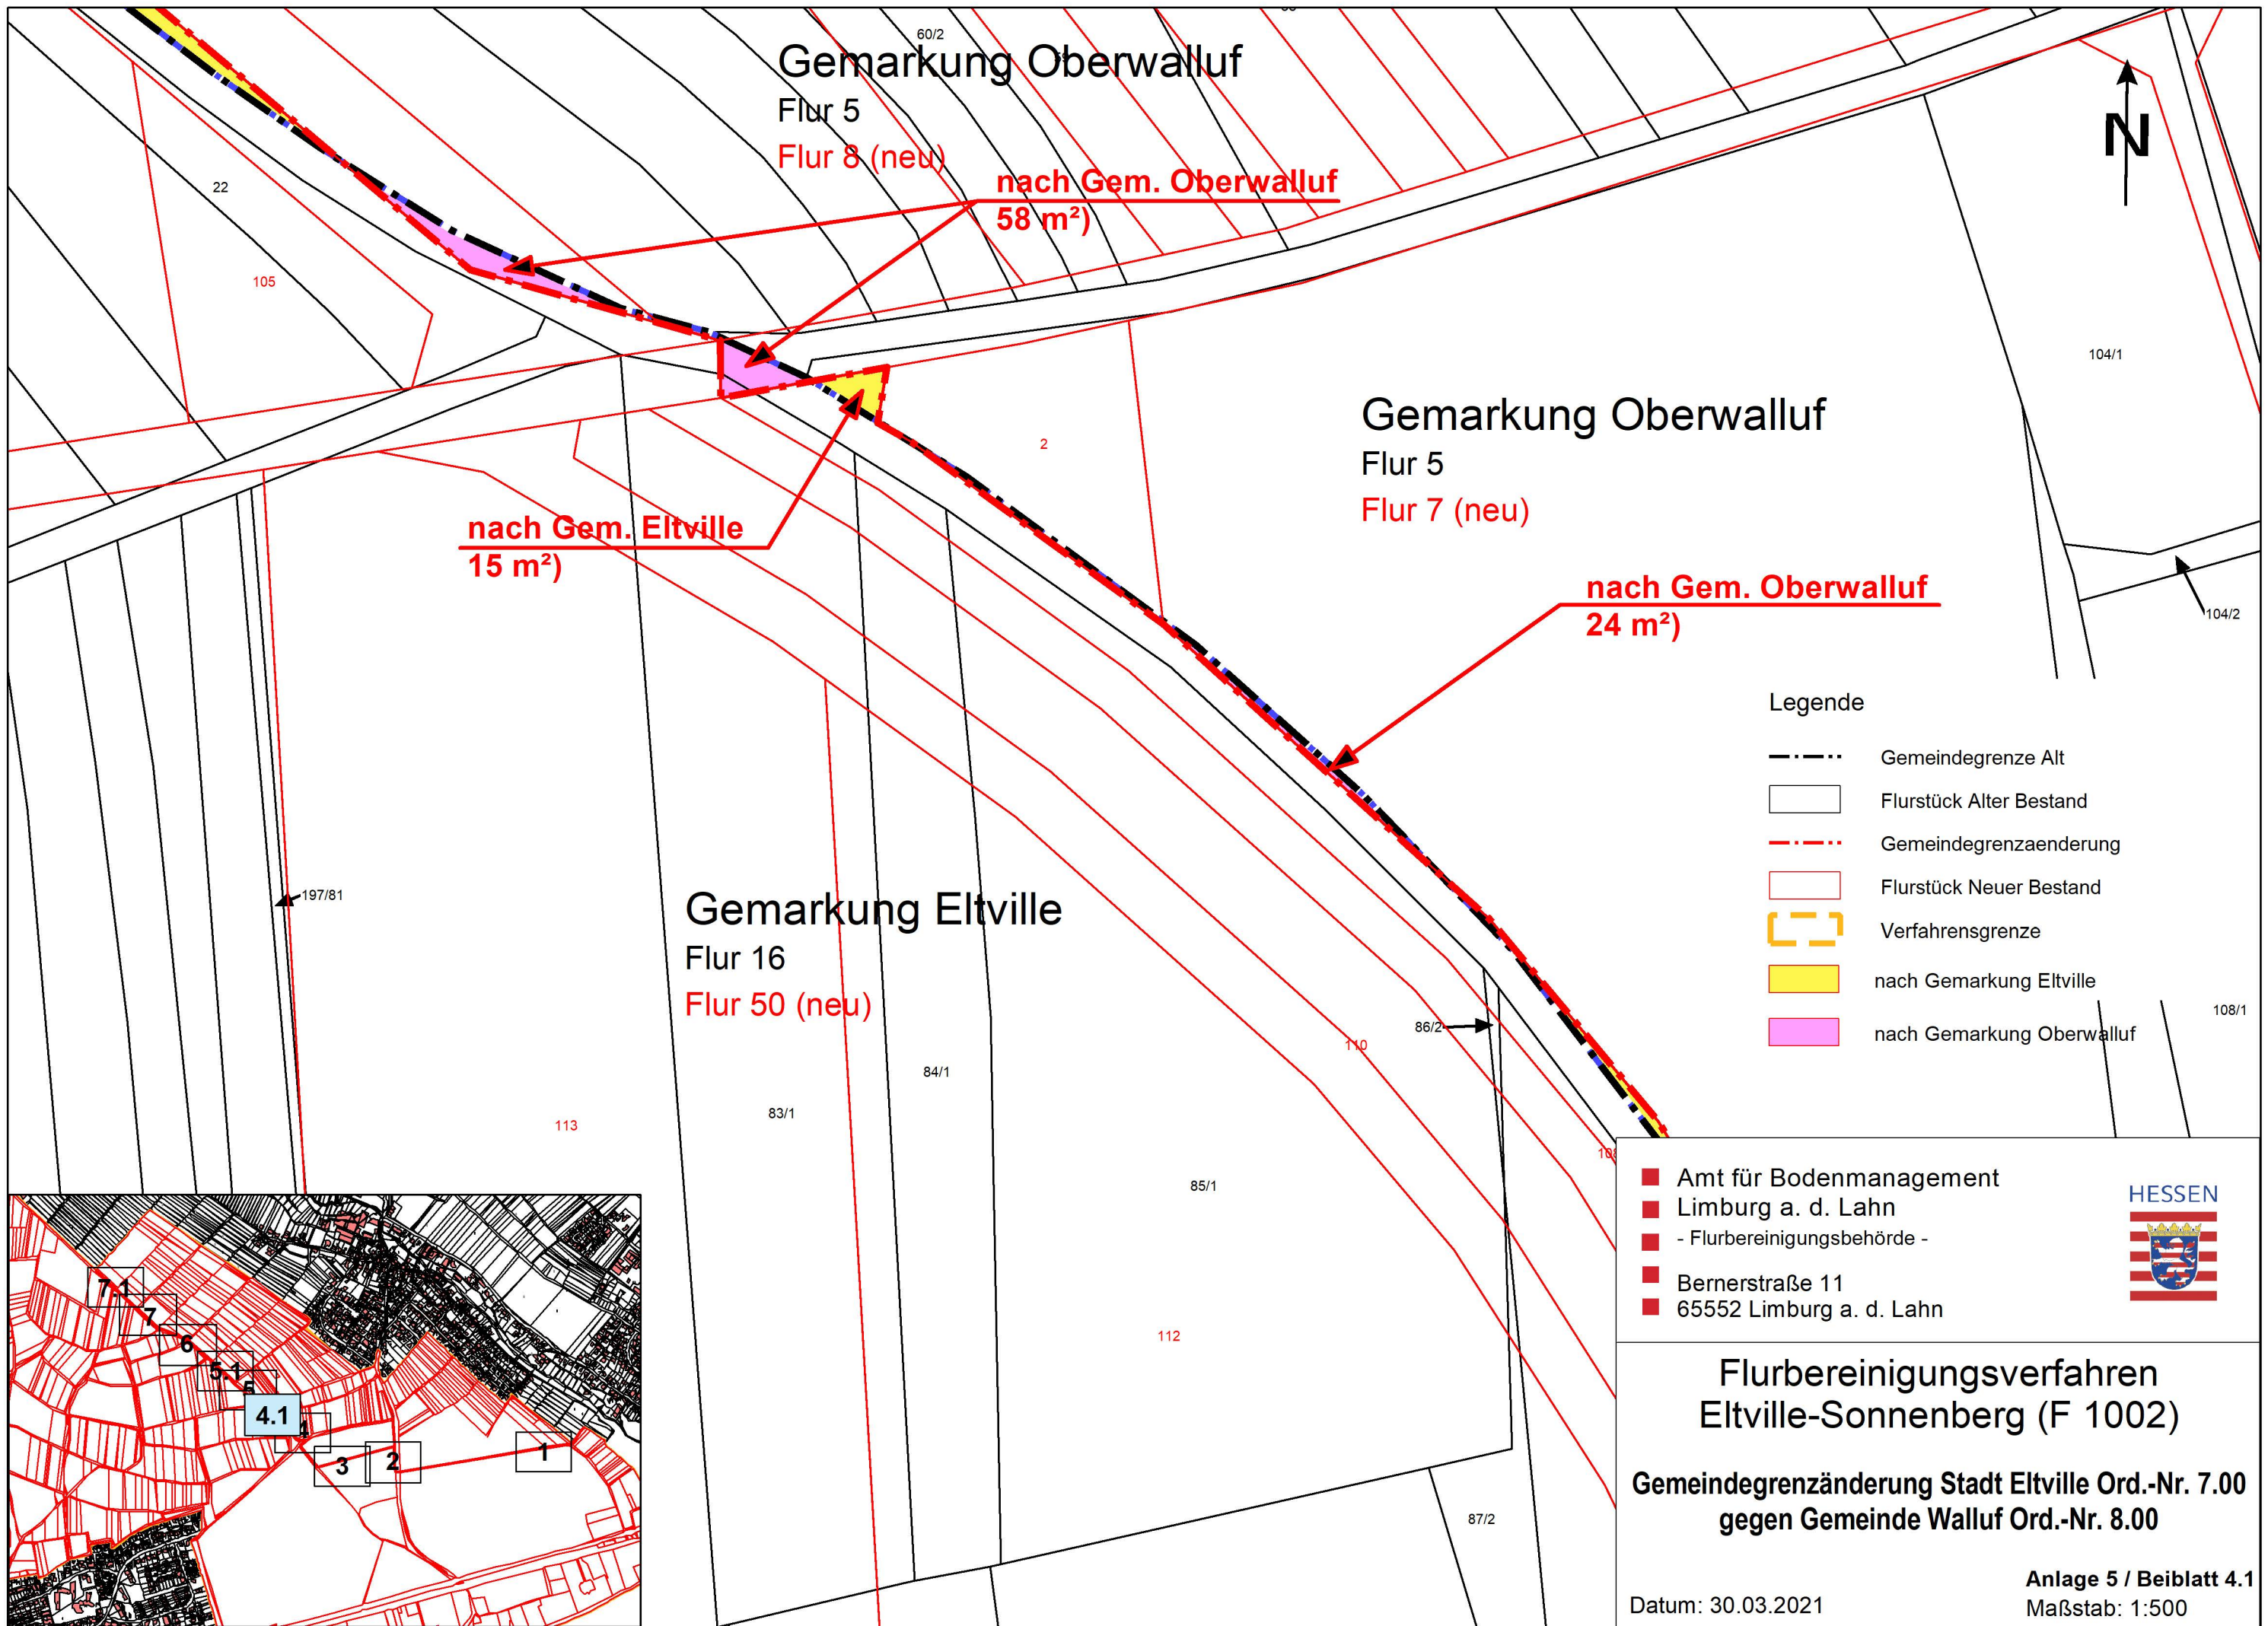 60/2
Gemarkung Oberwalluf
Flur 5
Flur 8 (neu)
N
22
nach Gem. Oberwalluf
58 m²)
105
104/1
Gemarkung Oberwalluf
Flur 5
Flur 7 (neu)
2
nach Gem. Eltville
15 m²)
nach Gem. Oberwalluf
24 m²)
104/2
Legende
Gemeindegrenze Alt
Flurstück Alter Bestand
Gemeindegrenzaenderung
Flurstück Neuer Bestand
Verfahrensgrenze
nach Gemarkung Eltville
nach Gemarkung Oberwalluf
197/81
Gemarkung Eltville
Flur 16
Flur 50 (neu)
108/1
86/2
110
84/1
83/1
113
85/1
112
87/2
7.1
7
6
5.1
5
4.1
4
3
2
1
Amt für Bodenmanagement
Limburg a. d. Lahn
- Flurbereinigungsbehörde -
Bernerstraße 11
65552 Limburg a. d. Lahn
HESSEN
Flurbereinigungsverfahren
Eltville-Sonnenberg (F 1002)
Gemeindegrenzänderung Stadt Eltville Ord.-Nr. 7.00
gegen Gemeinde Walluf Ord.-Nr. 8.00
Anlage 5 / Beiblatt 4.1
Datum: 30.03.2021
Maßstab: 1:500